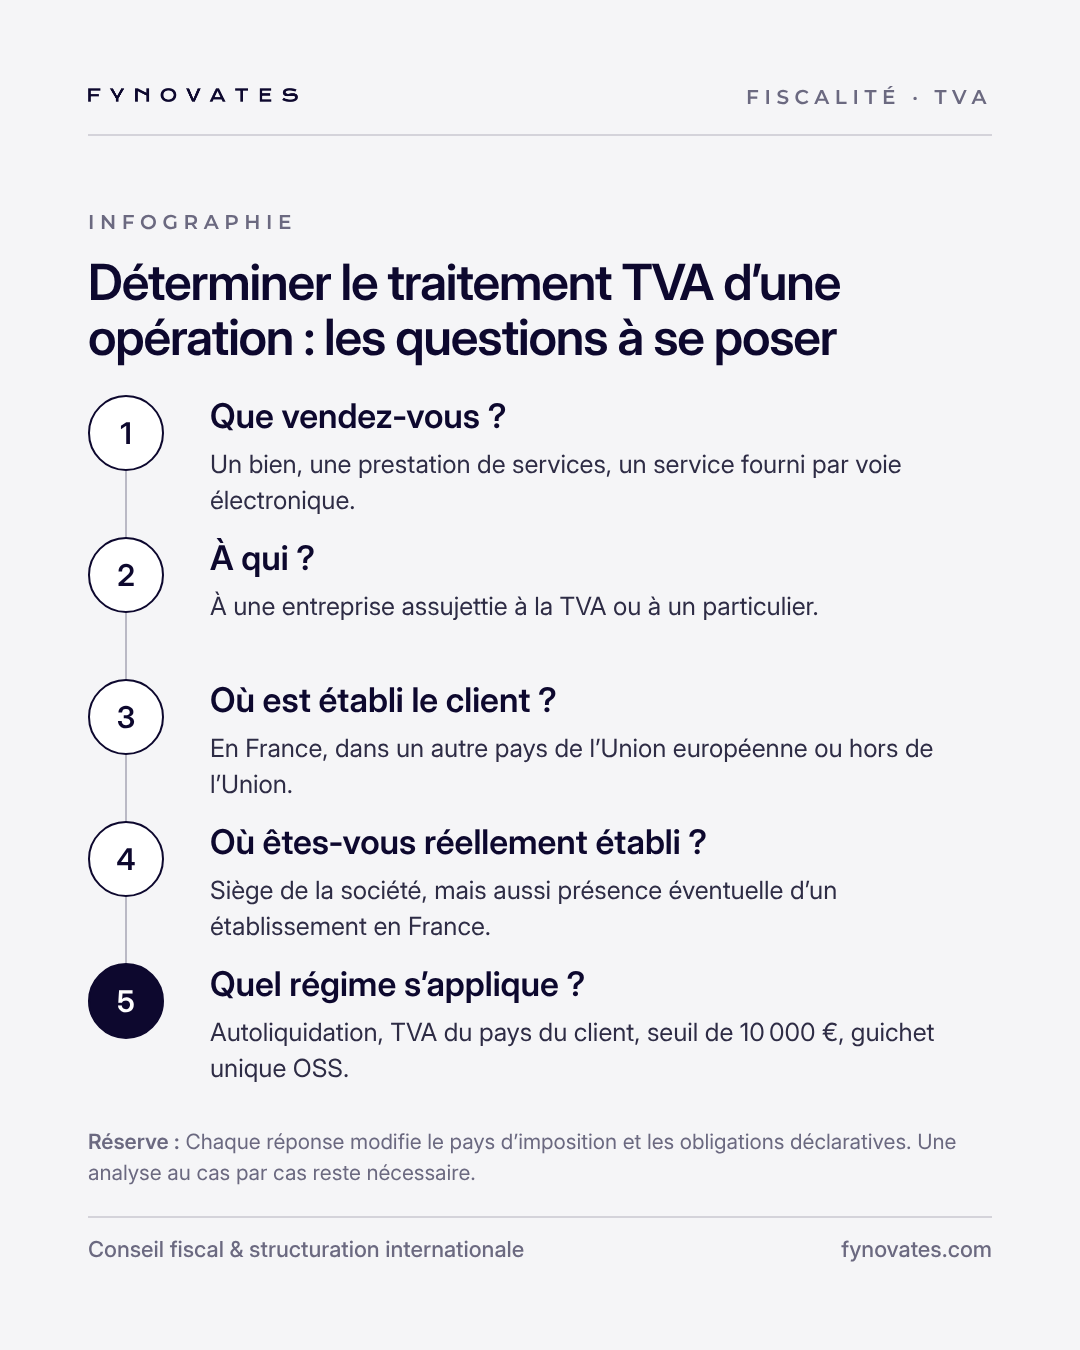 FYNOVATES
FISCALITÉ · TVA
INFOGRAPHIE
Déterminer le traitement TVA d’une
opération : les questions à se poser
1
Que vendez-vous ?
Un bien, une prestation de services, un service fourni par voie
électronique.
2
À qui ?
À une entreprise assujettie à la TVA ou à un particulier.
3
Où est établi le client ?
En France, dans un autre pays de l’Union européenne ou hors de
l’Union.
4
Où êtes-vous réellement établi ?
Siège de la société, mais aussi présence éventuelle d’un
établissement en France.
5
Quel régime s’applique ?
Autoliquidation, TVA du pays du client, seuil de 10 000 €, guichet
unique OSS.
Réserve : Chaque réponse modifie le pays d’imposition et les obligations déclaratives. Une
analyse au cas par cas reste nécessaire.
Conseil fiscal & structuration internationale
fynovates.com